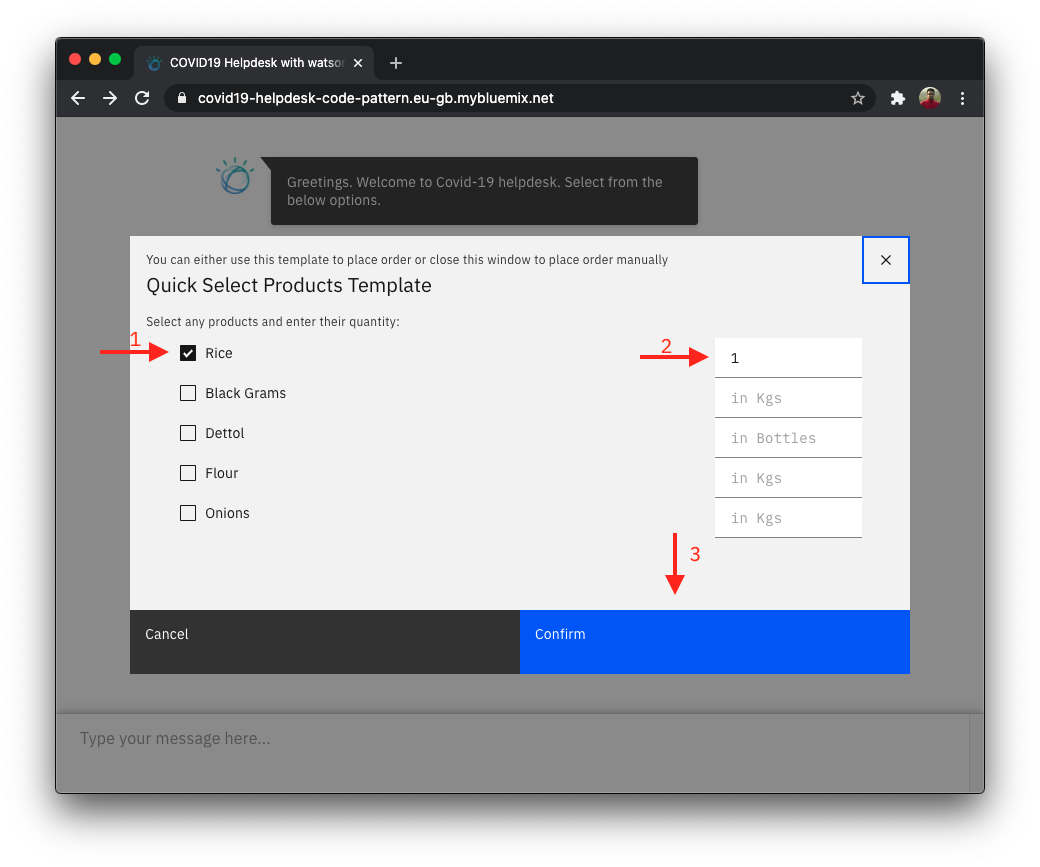 COVID19 Helpdesk with watson
covid19-helpdesk-code-pattern.eu-gb.mybluemix.net
Greetings. Welcome to Covid-19 helpdesk. Select from the
below options.
You can either use this template to place order or close this window to place order manually
Quick Select Products Template
Select any products and enter their quantity:
1
Rice
2
1
Black Grams
in Kgs
Dettol
in Bottles
Flour
in Kgs
Onions
in Kgs
3
Cancel
Confirm
Type your message here...